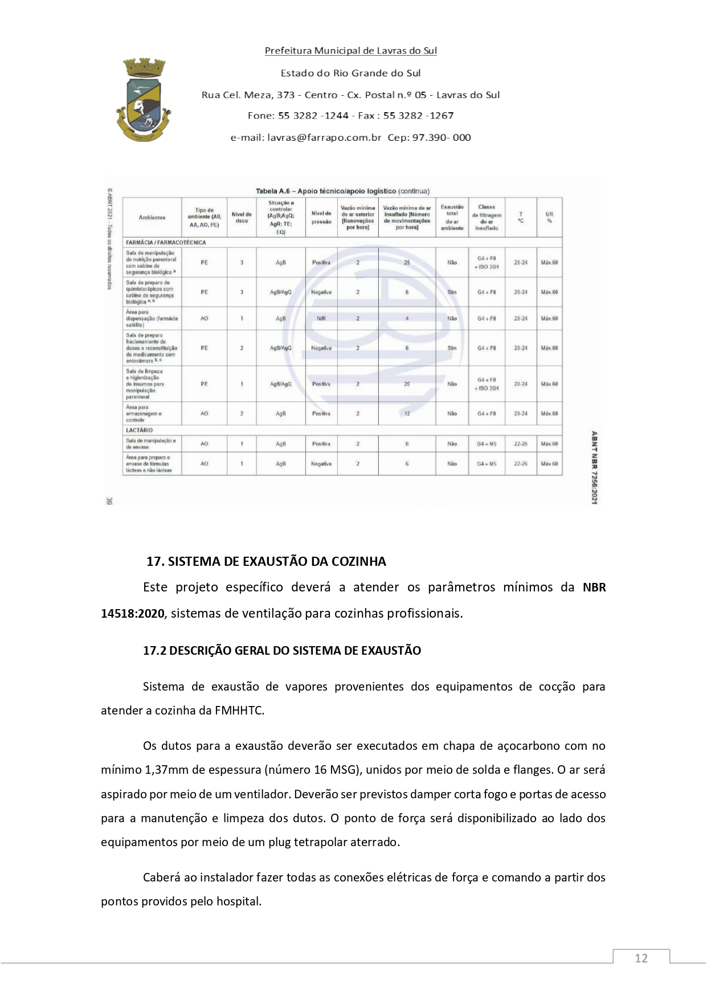 Prefeitura Municipal de Lavras do Sul
Estado do Rio Grande do Sul
Rua Cel. Meza, 373 - Centro - Cx. Postal n.º 05 - Lavras do Sul
Fone: 55 3282 -1244 - Fax : 55 3282 -1267
e-mail: lavras@farrapo.com.br Cep: 97.390- 000
LAVRAS DO SUL
© ABNT 2021 - Todos os direitos reservados
Tabela A.6 – Apoio técnico/apoio logístico (continua)
Ambientes | Tipo de ambiente (AII, AA, AO, PE) | Nível de risco | Situação a controlar (AgB;AgQ; AgR; TE; EQ) | Nível de pressão | Vazão mínima de ar exterior [Renovações por hora] | Vazão mínima de ar insuflado [Número de movimentações por hora] | Exaustão total do ar ambiente | Classe de filtragem do ar insuflado | T °C | UR %
FARMÁCIA / FARMACOTÉCNICA
Sala de manipulação de nutrição parenteral com cabine de segurança biológica ª | PE | 3 | AgB | Positiva | 2 | 25 | Não | G4 + F8 + ISO 35H | 20-24 | Máx.60
Sala de preparo de quimioterápicos com cabine de segurança biológica a, b | PE | 3 | AgB/AgQ | Negativa | 2 | 6 | Sim | G4 + F8 | 20-24 | Máx.60
Área para dispensação (farmácia satélite) | AO | 1 | AgB | N/R | 2 | 4 | Não | G4 + F8 | 20-24 | Máx.60
Sala de preparo fracionamento de doses e reconstituição de medicamento com antecâmara b, c | PE | 2 | AgB/AgQ | Negativa | 2 | 6 | Sim | G4 + F8 | 20-24 | Máx.60
Sala de limpeza e higienização de insumos para manipulação parenteral | PE | 1 | AgB/AgQ | Positiva | 2 | 20 | Não | G4 + F8 + ISO 35H | 20-24 | Máx.60
Área para armazenagem e controle | AO | 2 | AgB | Positiva | 2 | 12 | Não | G4 + F8 | 20-24 | Máx.60
LACTÁRIO
Sala de manipulação e de envase | AO | 1 | AgB | Positiva | 2 | 6 | Não | G4 + M5 | 22-26 | Máx.60
Área para preparo e envase de fórmulas lácteas e não lácteas | AO | 1 | AgB | Negativa | 2 | 6 | Não | G4 + M5 | 22-26 | Máx.60
ABNT NBR 7256:2021
39
17. SISTEMA DE EXAUSTÃO DA COZINHA
Este projeto específico deverá a atender os parâmetros mínimos da NBR
14518:2020, sistemas de ventilação para cozinhas profissionais.
17.2 DESCRIÇÃO GERAL DO SISTEMA DE EXAUSTÃO
Sistema de exaustão de vapores provenientes dos equipamentos de cocção para
atender a cozinha da FMHHTC.
Os dutos para a exaustão deverão ser executados em chapa de açocarbono com no
mínimo 1,37mm de espessura (número 16 MSG), unidos por meio de solda e flanges. O ar será
aspirado por meio de um ventilador. Deverão ser previstos damper corta fogo e portas de acesso
para a manutenção e limpeza dos dutos. O ponto de força será disponibilizado ao lado dos
equipamentos por meio de um plug tetrapolar aterrado.
Caberá ao instalador fazer todas as conexões elétricas de força e comando a partir dos
pontos providos pelo hospital.
12